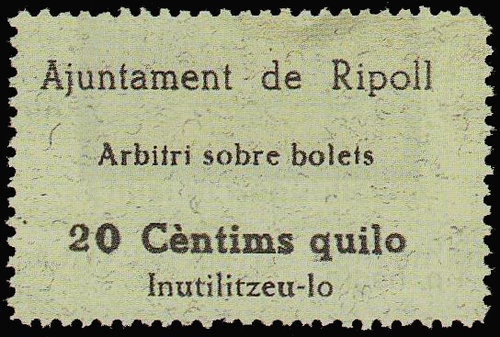 Ajuntament de Ripoll
Arbitri sobre bolets
20 Cèntims quilo
Inutilitzeu-lo